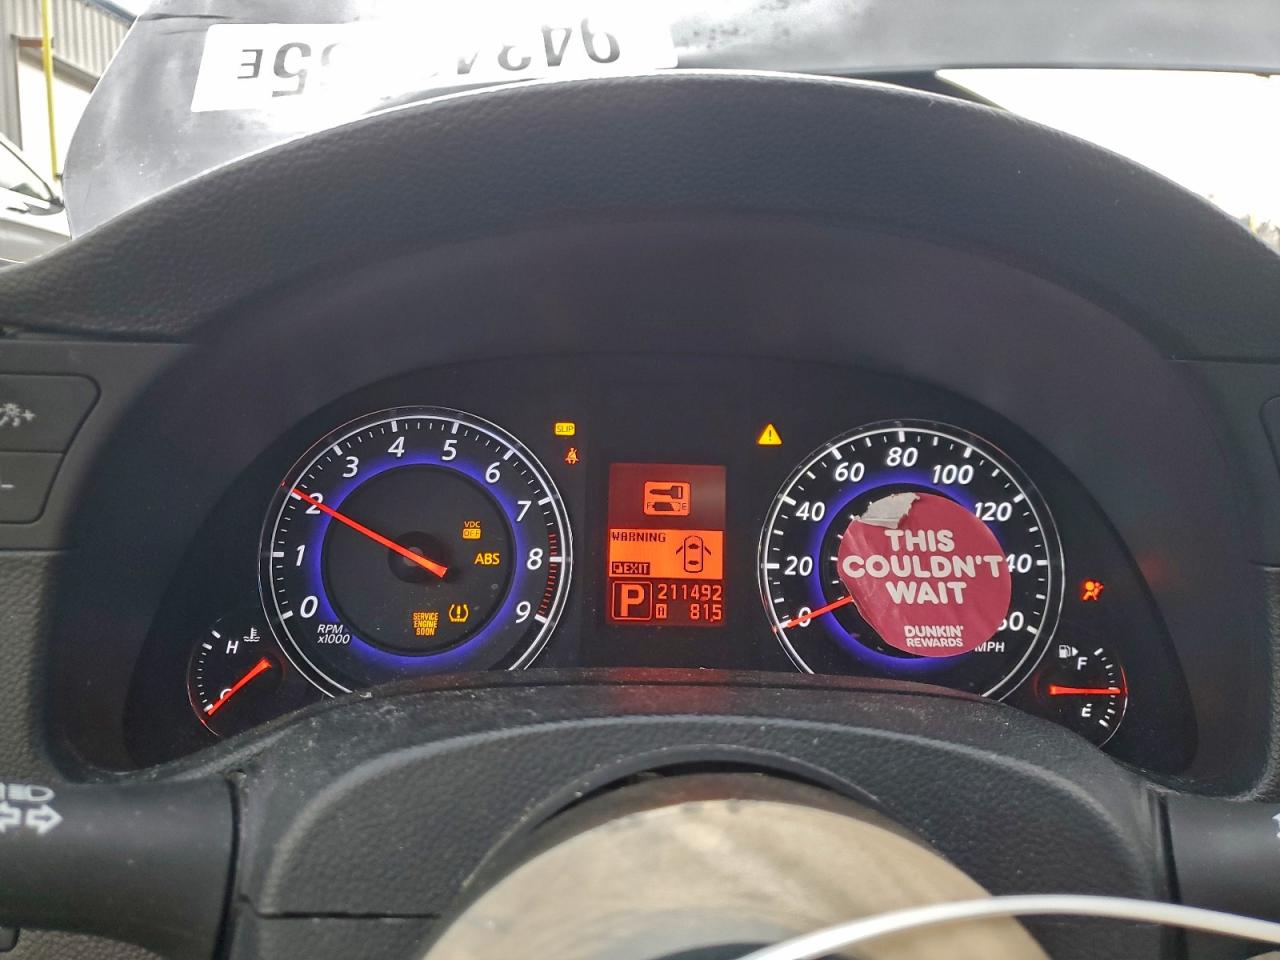 SLIP
4
5
3
6
2
7
1
8
0
9
RPM
x1000
VDC
OFF
ABS
SERVICE
ENGINE
SOON
H
C
F E
WARNING
EXIT
P 211492
81.5
80
60
100
40
120
20
0
MPH
THIS
COULDN'T
WAIT
DUNKIN'
REWARDS
F
E